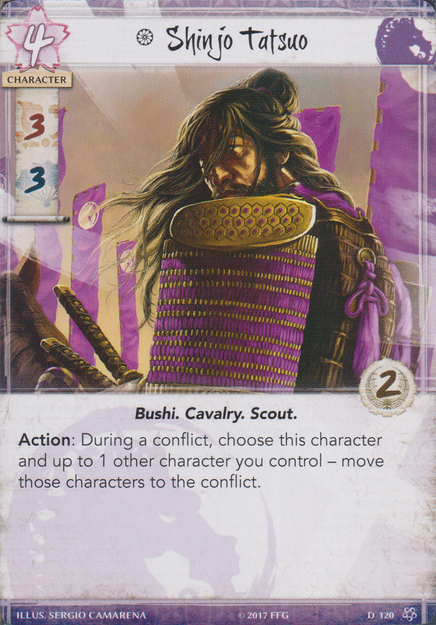 4
Shinjo Tatsuo
CHARACTER
3
3
2
Bushi. Cavalry. Scout.
Action: During a conflict, choose this character
and up to 1 other character you control – move
those characters to the conflict.
ILLUS. SERGIO CAMARENA © 2017 FFG D 120